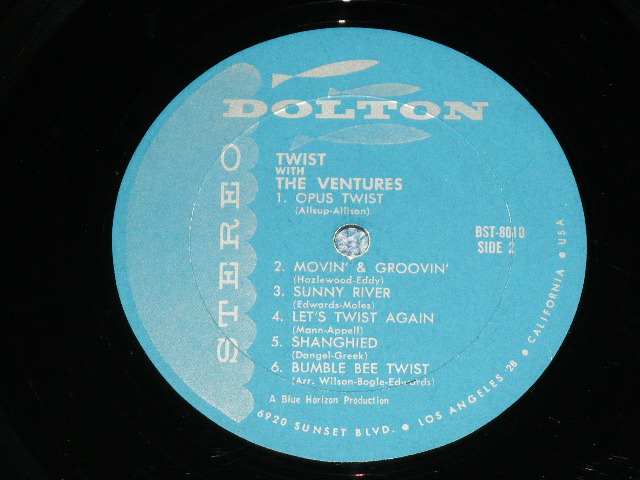 DOLTON
STEREO
TWIST
WITH
THE VENTURES
1. OPUS TWIST
(Allsup-Allison)
BST-8010
SIDE 2
2. MOVIN' & GROOVIN'
(Hazlewood-Eddy)
3. SUNNY RIVER
(Edwards-Moles)
4. LET'S TWIST AGAIN
(Mann-Appell)
5. SHANGHIED
(Dangel-Greek)
6. BUMBLE BEE TWIST
(Arr. Wilson-Bogle-Edwards)
A Blue Horizon Production
6920 SUNSET BLVD. ● LOS ANGELES 28 ● CALIFORNIA ● USA